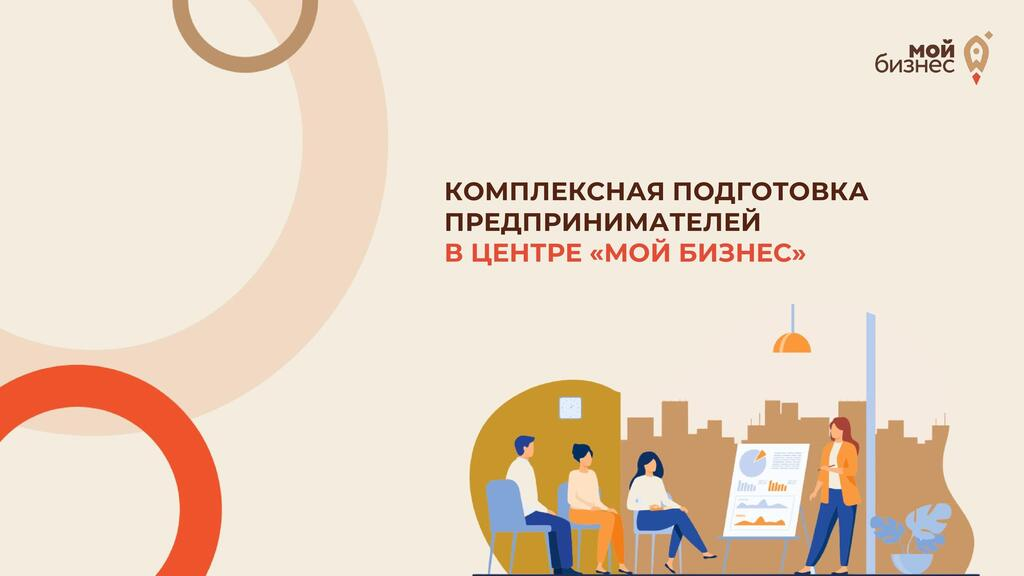 мой
бизнес
КОМПЛЕКСНАЯ ПОДГОТОВКА
ПРЕДПРИНИМАТЕЛЕЙ
В ЦЕНТРЕ «МОЙ БИЗНЕС»